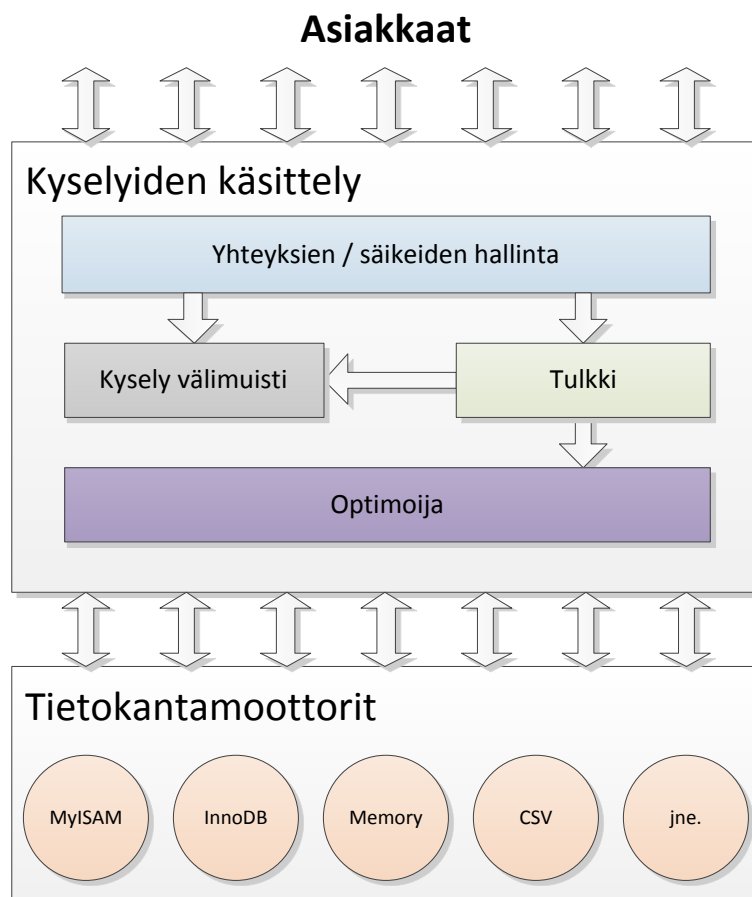 Asiakkaat
Kyselyiden käsittely
Yhteyksien / säikeiden hallinta
Kysely välimuisti
Tulkki
Optimoija
Tietokantamoottorit
MyISAM
InnoDB
Memory
CSV
jne.